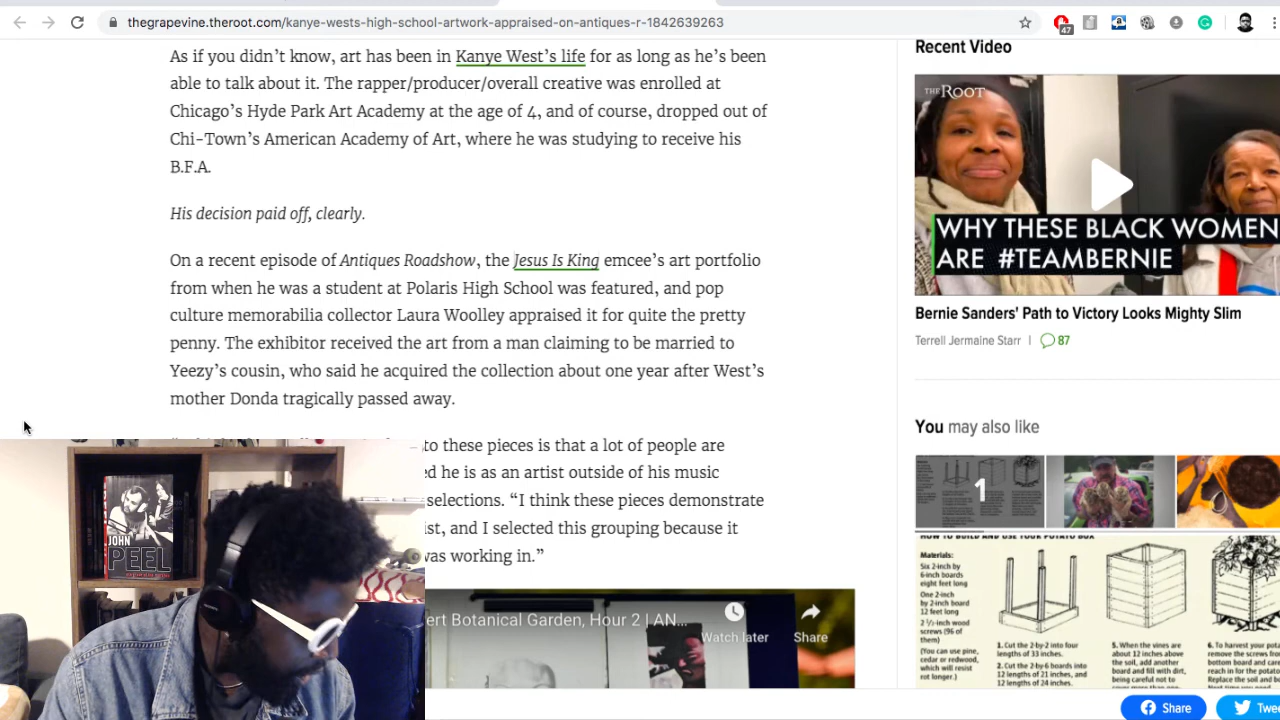 thegrapevine.theroot.com/kanye-wests-high-school-artwork-appraised-on-antiques-r-1842639263
47
As if you didn’t know, art has been in Kanye West’s life for as long as he’s been
able to talk about it. The rapper/producer/overall creative was enrolled at
Chicago’s Hyde Park Art Academy at the age of 4, and of course, dropped out of
Chi-Town’s American Academy of Art, where he was studying to receive his
B.F.A.
His decision paid off, clearly.
On a recent episode of Antiques Roadshow, the Jesus Is King emcee’s art portfolio
from when he was a student at Polaris High School was featured, and pop
culture memorabilia collector Laura Woolley appraised it for quite the pretty
penny. The exhibitor received the art from a man claiming to be married to
Yeezy’s cousin, who said he acquired the collection about one year after West’s
mother Donda tragically passed away.
to these pieces is that a lot of people are
he is as an artist outside of his music
selections. “I think these pieces demonstrate
and I selected this grouping because it
was working in.”
JOHN
PEEL
ert Botanical Garden, Hour 2 | AN...
Watch later
Share
Recent Video
THE ROOT
WHY THESE BLACK WOMEN
ARE #TEAMBERNIE
Bernie Sanders' Path to Victory Looks Mighty Slim
Terrell Jermaine Starr | 87
You may also like
1
HOW TO BUILD AND USE YOUR POTATO BOX
Materials:
Six 2-inch by
6-inch boards
eight feet long
One 2-inch
by 2-inch board
12 feet long
2 1/2-inch wood
screws (96 of
them)
(You can use pine,
cedar or redwood,
which will resist
rot longer.)
1. Cut the 2-by-2 into four
lengths of 33 inches.
2. Cut the 2-by-6 boards into
12 lengths of 21 inches, and
12 lengths of 24 inches.
5. When the vines are
about 12 inches above
the soil, add another
board and fill with dirt,
being careful not to
6. To harvest your
remove the screws
bottom board and
reach in for the
Replace the soil and
Share